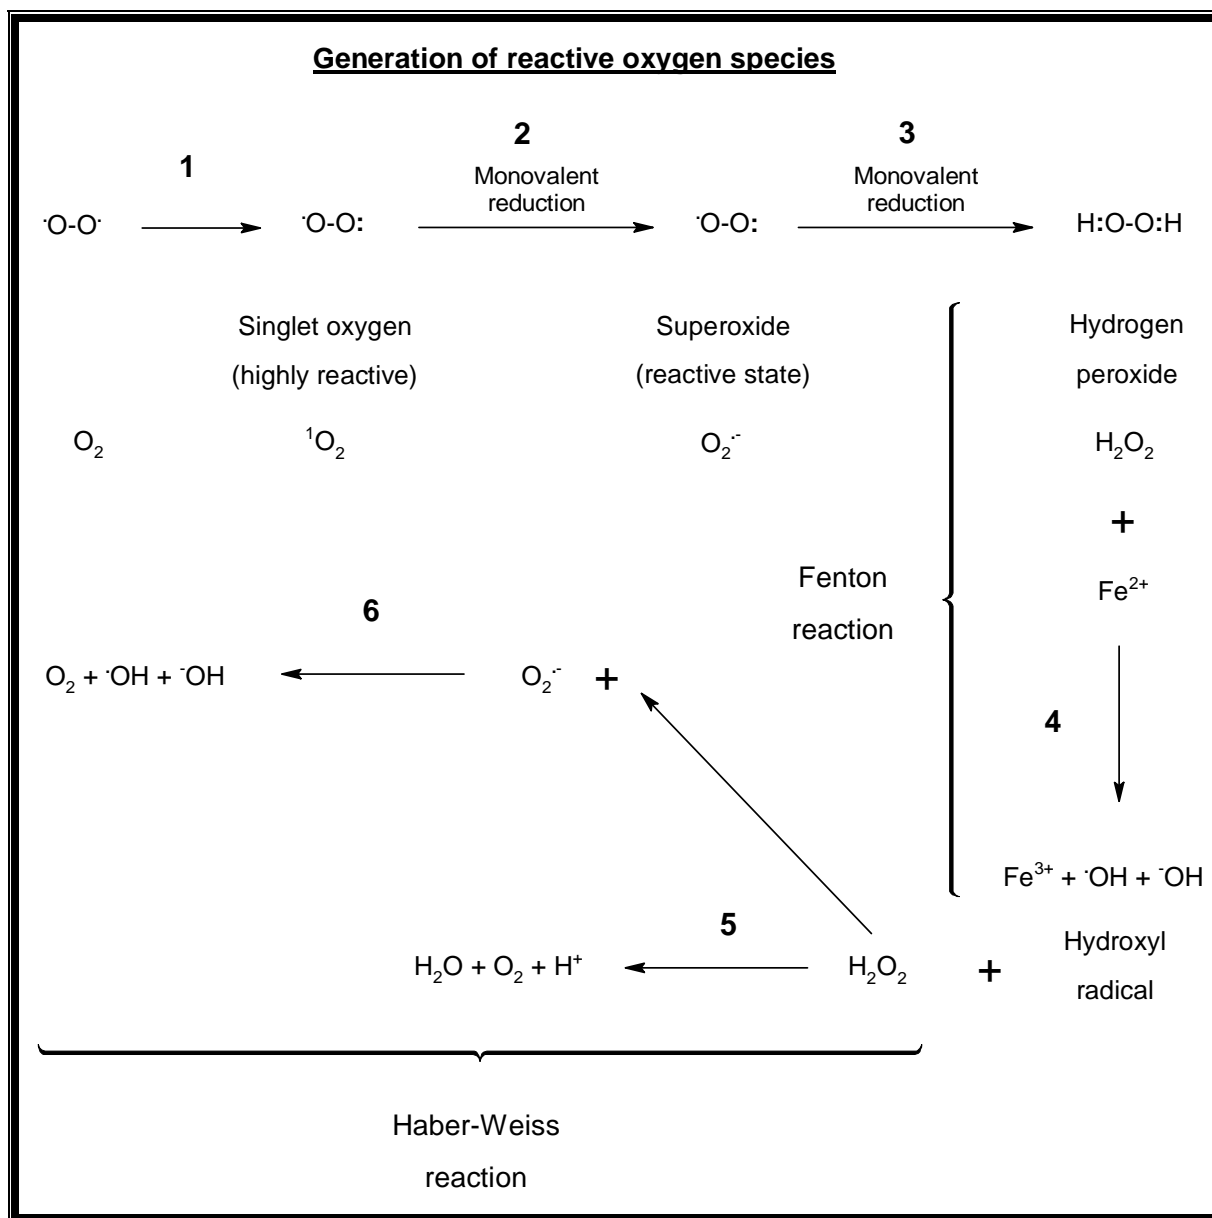 Generation of reactive oxygen species
1
2
3
Monovalent
reduction
Monovalent
reduction
·O-O·
·O-O:
·O-O:
H:O-O:H
Singlet oxygen
(highly reactive)
Superoxide
(reactive state)
Hydrogen
peroxide
O₂
¹O₂
O₂·⁻
H₂O₂
+
Fe²⁺
Fenton
reaction
6
O₂ + ·OH + ⁻OH
O₂·⁻ +
4
Fe³⁺ + ·OH + ⁻OH
Hydroxyl
radical
5
H₂O + O₂ + H⁺
H₂O₂ +
Haber-Weiss
reaction